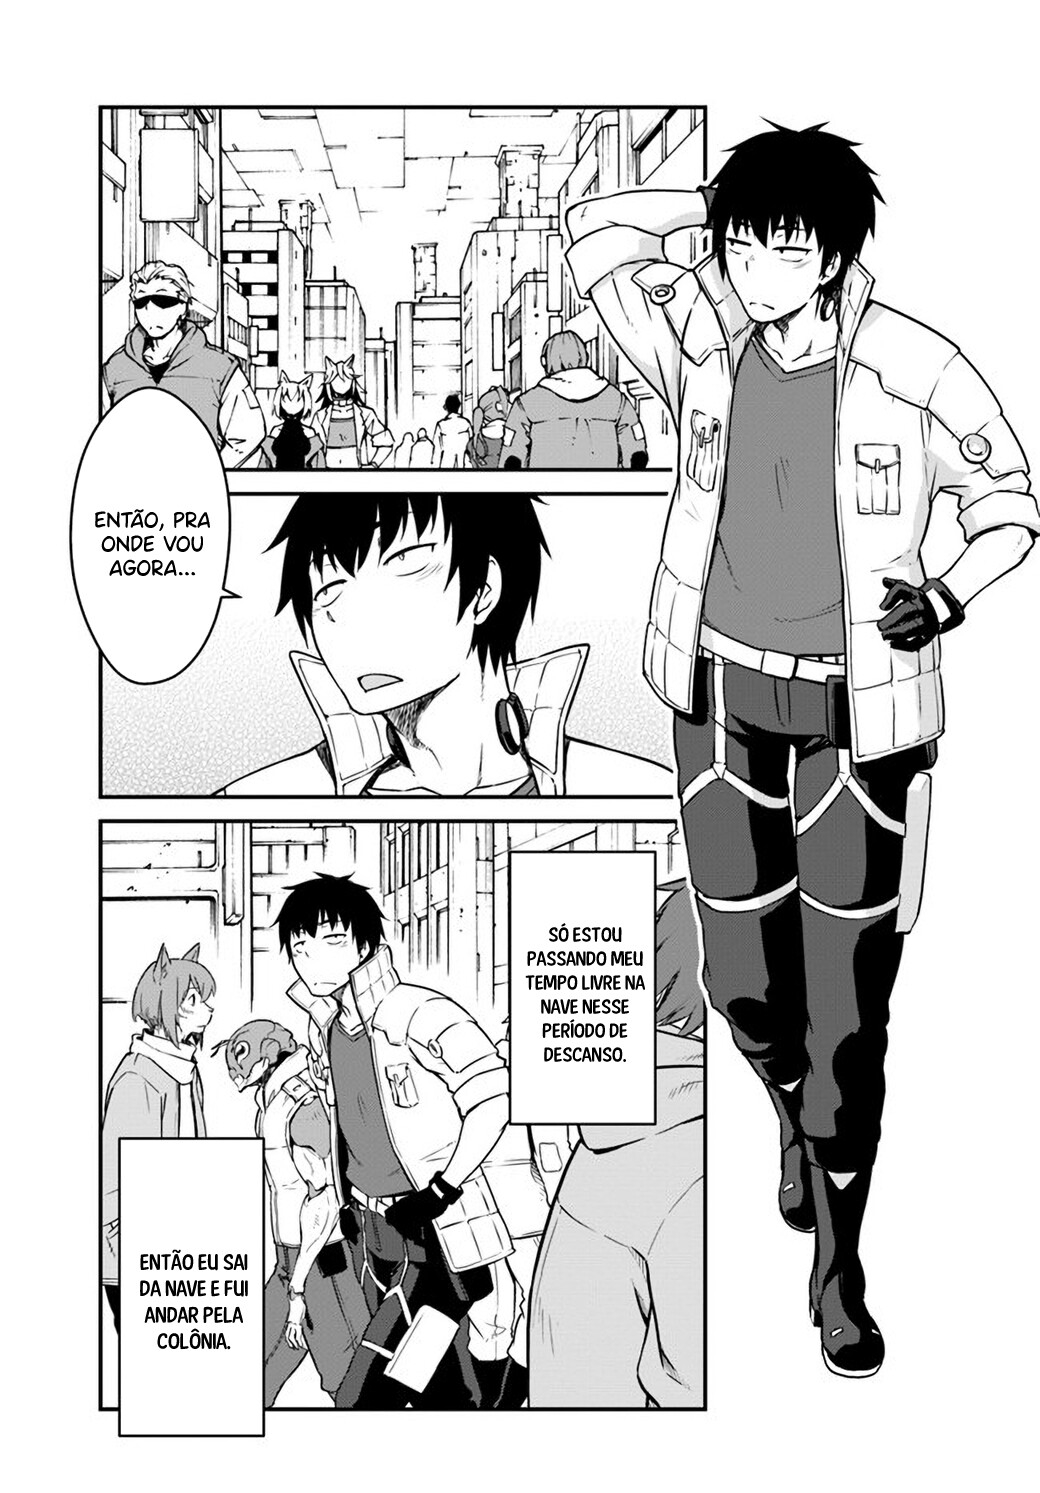 ENTÃO, PRA
ONDE VOU
AGORA...
SÓ ESTOU
PASSANDO MEU
TEMPO LIVRE NA
NAVE NESSE
PERÍODO DE
DESCANSO.
ENTÃO EU SAI
DA NAVE E FUI
ANDAR PELA
COLÔNIA.